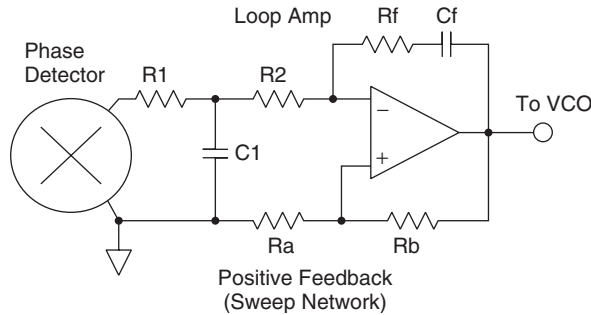 Loop Amp
Rf
Cf
Phase
Detector
R1
R2
To VCO
−
C1
+
Ra
Rb
Positive Feedback
(Sweep Network)